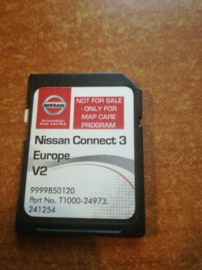 NISSAN
NOT FOR SALE
- ONLY FOR
MAP CARE
PROGRAM
Nissan Connect 3
Europe
V2
9999850120
Part No. T1000-24973.
241254